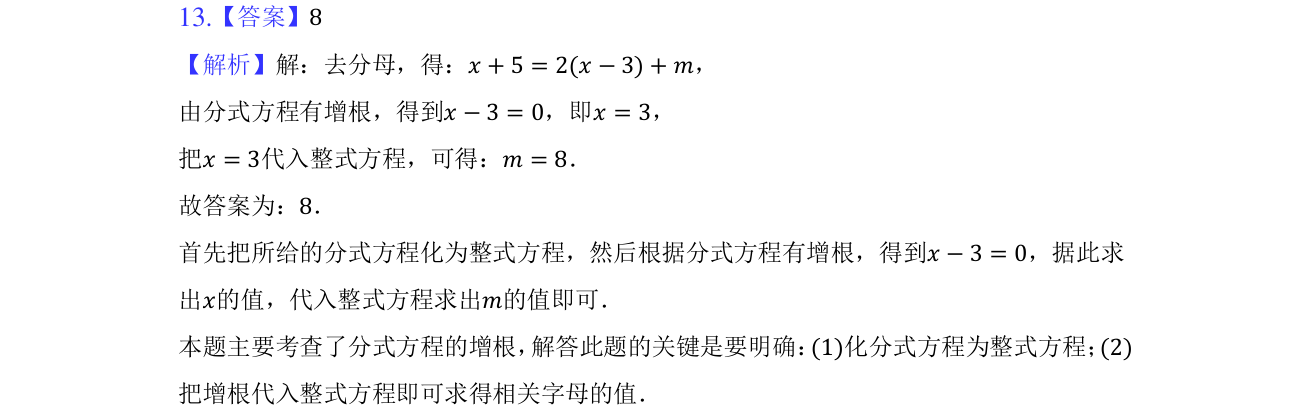 13.【答案】8
【解析】解：去分母，得：x + 5 = 2(x − 3) + m，
由分式方程有增根，得到x − 3 = 0，即x = 3，
把x = 3代入整式方程，可得：m = 8．
故答案为：8．
首先把所给的分式方程化为整式方程，然后根据分式方程有增根，得到x − 3 = 0，据此求
出x的值，代入整式方程求出m的值即可．
本题主要考查了分式方程的增根，解答此题的关键是要明确：(1)化分式方程为整式方程；(2)
把增根代入整式方程即可求得相关字母的值．